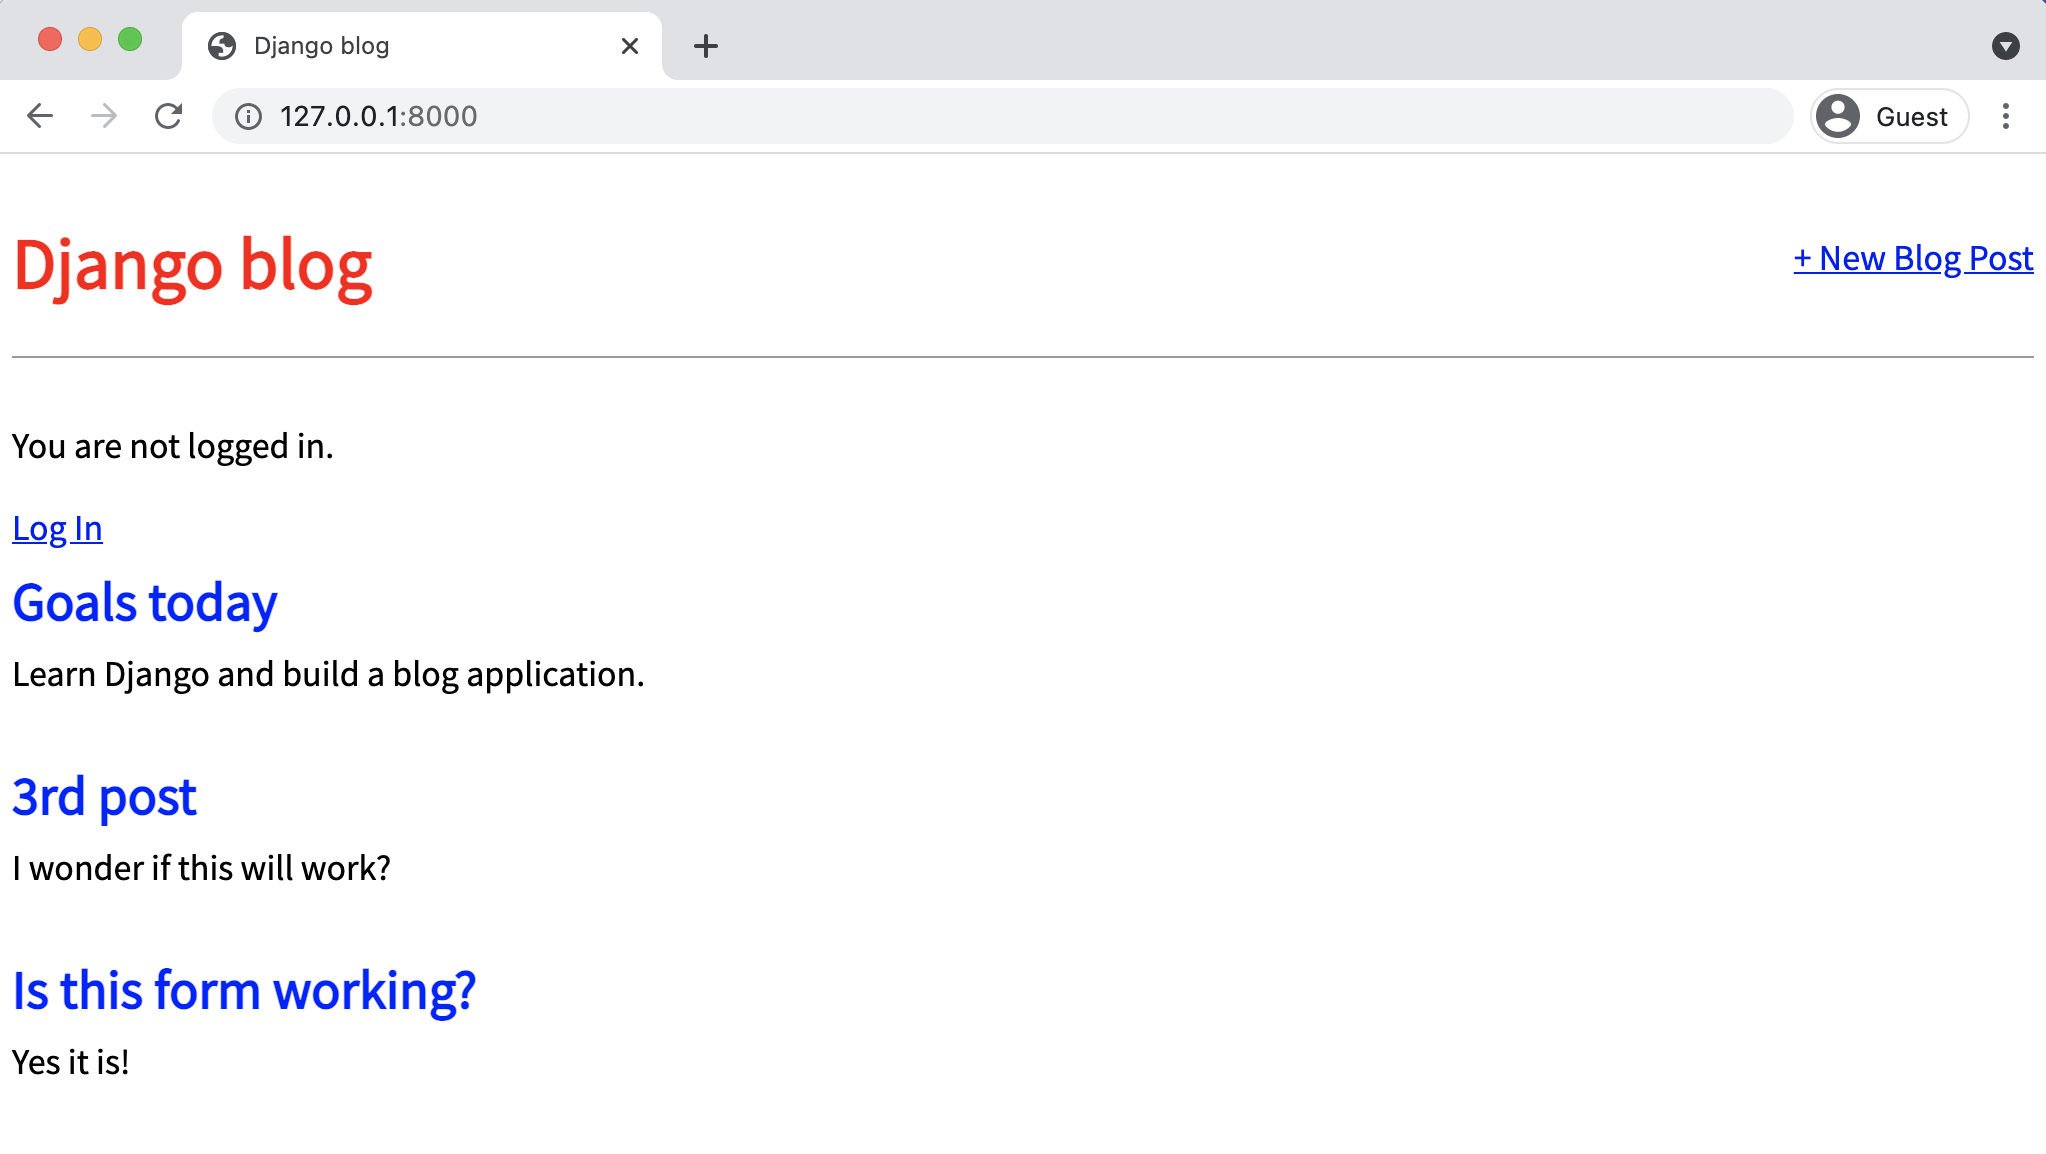 Django blog
127.0.0.1:8000
Guest
Django blog
+ New Blog Post
You are not logged in.
Log In
Goals today
Learn Django and build a blog application.
3rd post
I wonder if this will work?
Is this form working?
Yes it is!